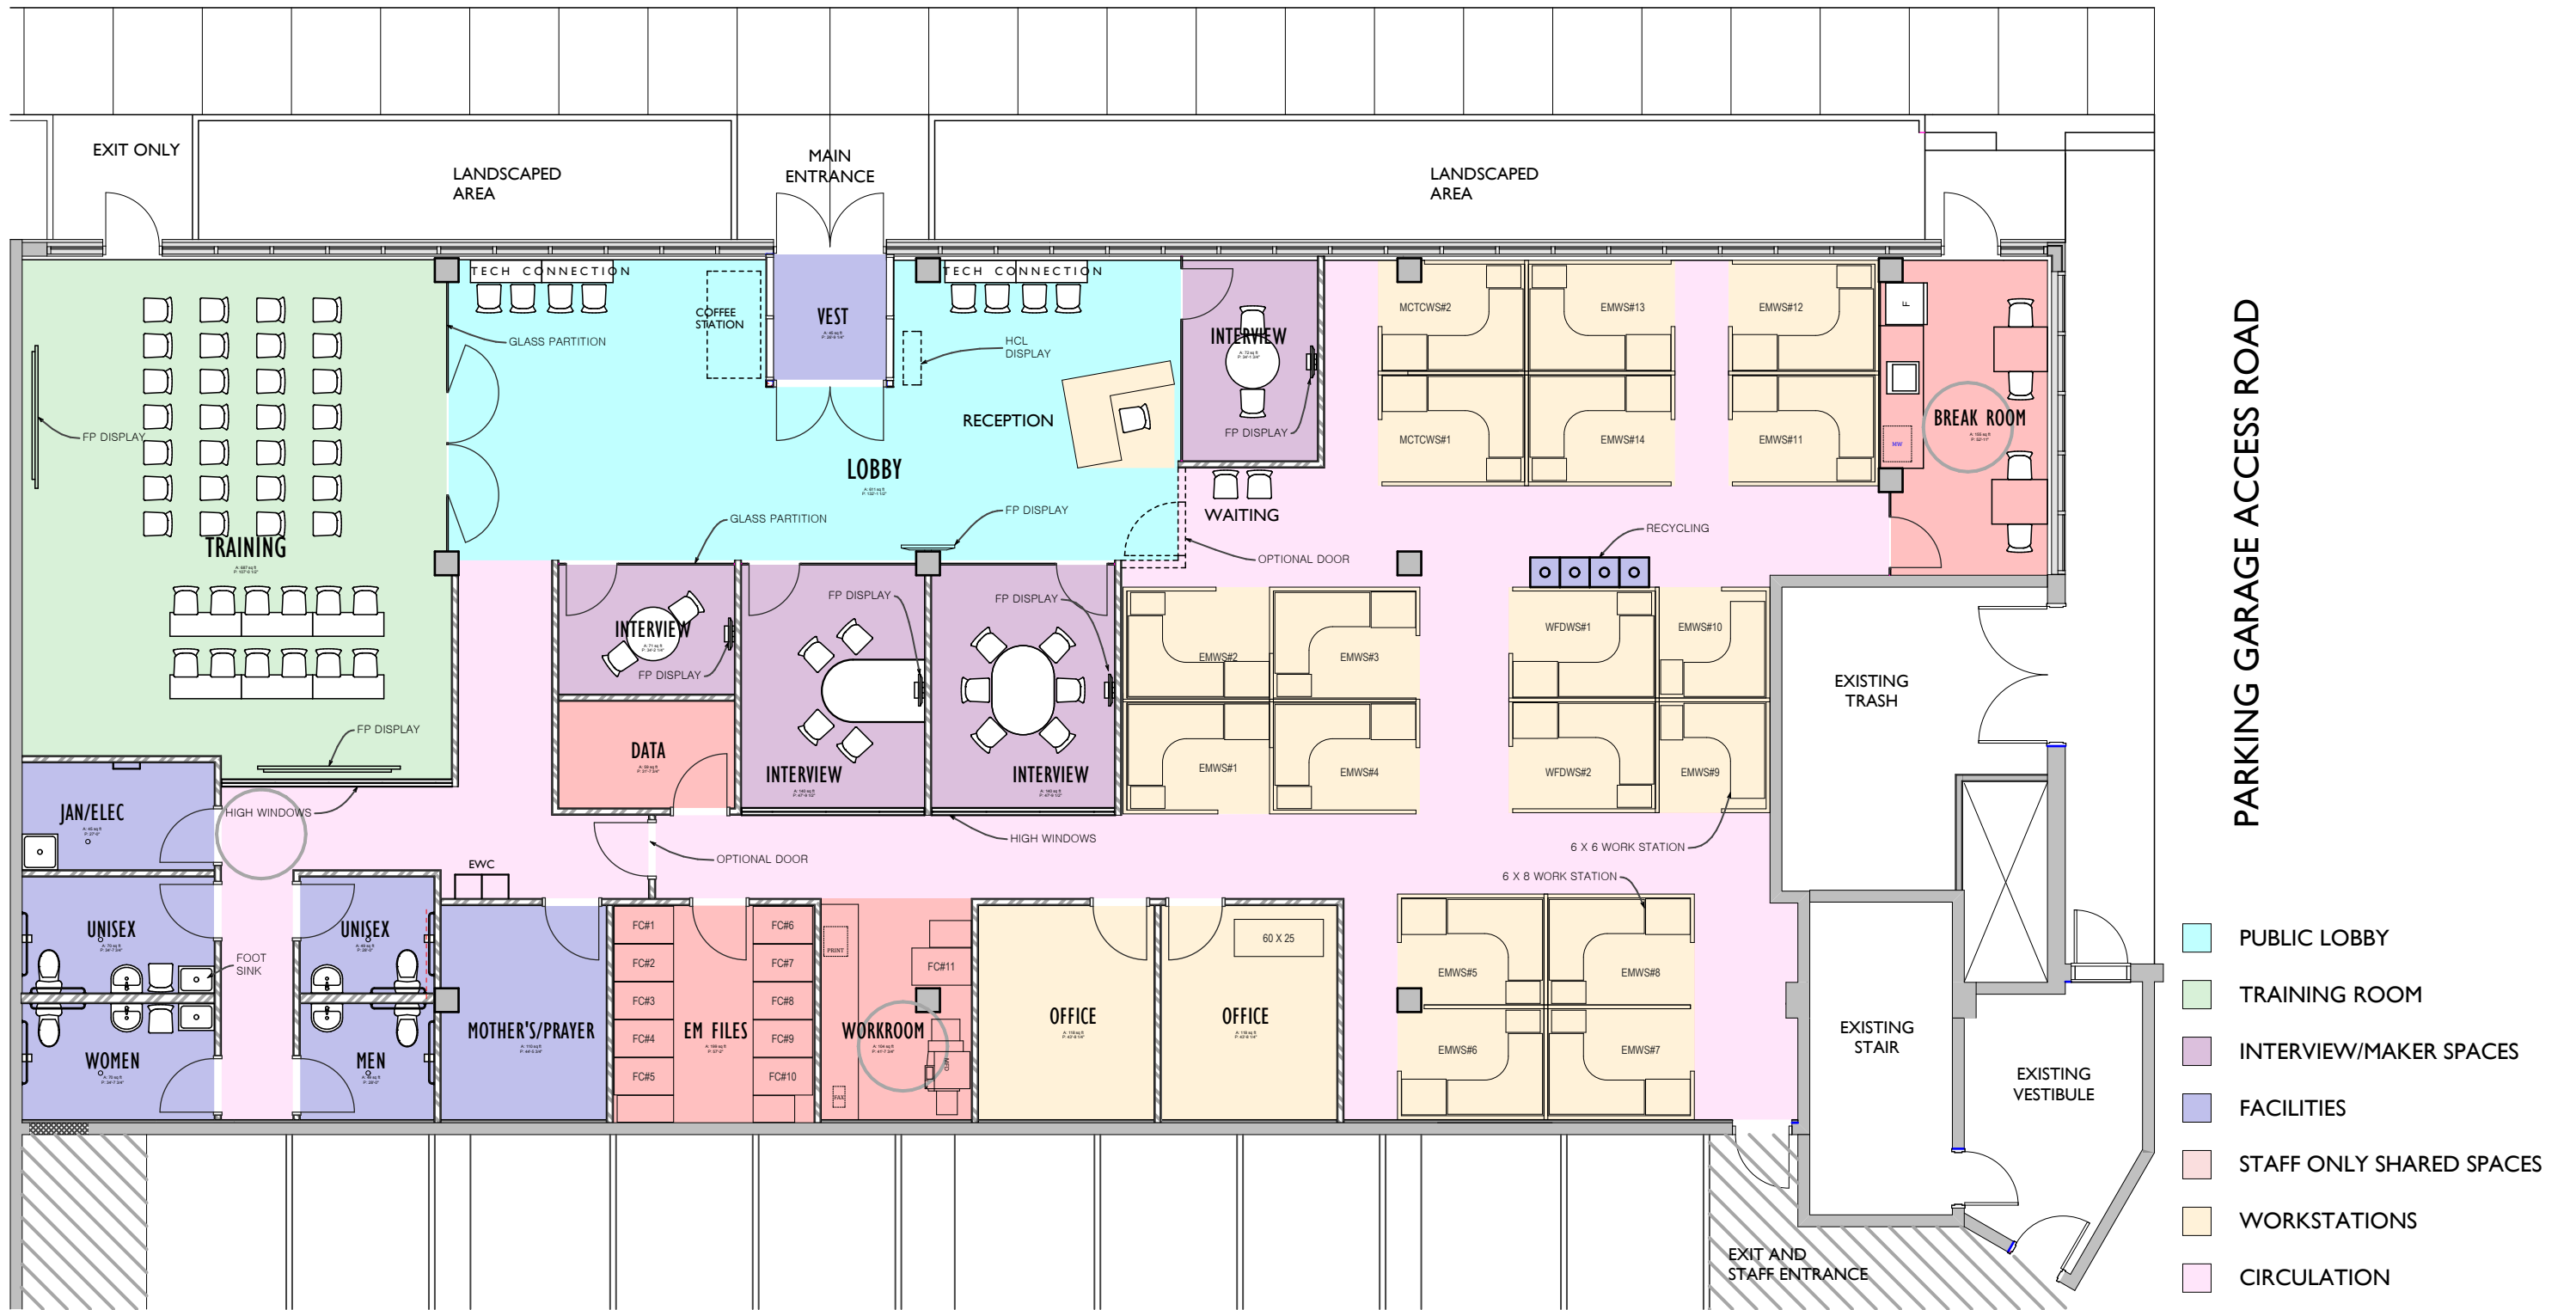 EXIT ONLY
LANDSCAPED
AREA
MAIN
ENTRANCE
LANDSCAPED
AREA
TECH CONNECTION
COFFEE
STATION
VEST
TECH CONNECTION
HCL
DISPLAY
GLASS PARTITION
RECEPTION
INTERVIEW
FP DISPLAY
MCTCWS#2
EMWS#13
EMWS#12
MCTCWS#1
EMWS#14
EMWS#11
F
MW
BREAK ROOM
PARKING GARAGE ACCESS ROAD
FP DISPLAY
LOBBY
TRAINING
GLASS PARTITION
FP DISPLAY
WAITING
OPTIONAL DOOR
RECYCLING
INTERVIEW
FP DISPLAY
FP DISPLAY
FP DISPLAY
INTERVIEW
INTERVIEW
DATA
EMWS#2
EMWS#3
WFDWS#1
EMWS#10
EMWS#1
EMWS#4
WFDWS#2
EMWS#9
EXISTING
TRASH
FP DISPLAY
JAN/ELEC
HIGH WINDOWS
HIGH WINDOWS
EWC
OPTIONAL DOOR
6 X 6 WORK STATION
6 X 8 WORK STATION
UNISEX
UNISEX
FOOT
SINK
WOMEN
MEN
MOTHER'S/PRAYER
FC#1
FC#2
FC#3
FC#4
FC#5
EM FILES
FC#6
FC#7
FC#8
FC#9
FC#10
PRINT
FC#11
WORKROOM
MFD
FAX
OFFICE
60 X 25
OFFICE
EMWS#5
EMWS#8
EMWS#6
EMWS#7
EXISTING
STAIR
EXISTING
VESTIBULE
EXIT AND
STAFF ENTRANCE
PUBLIC LOBBY
TRAINING ROOM
INTERVIEW/MAKER SPACES
FACILITIES
STAFF ONLY SHARED SPACES
WORKSTATIONS
CIRCULATION